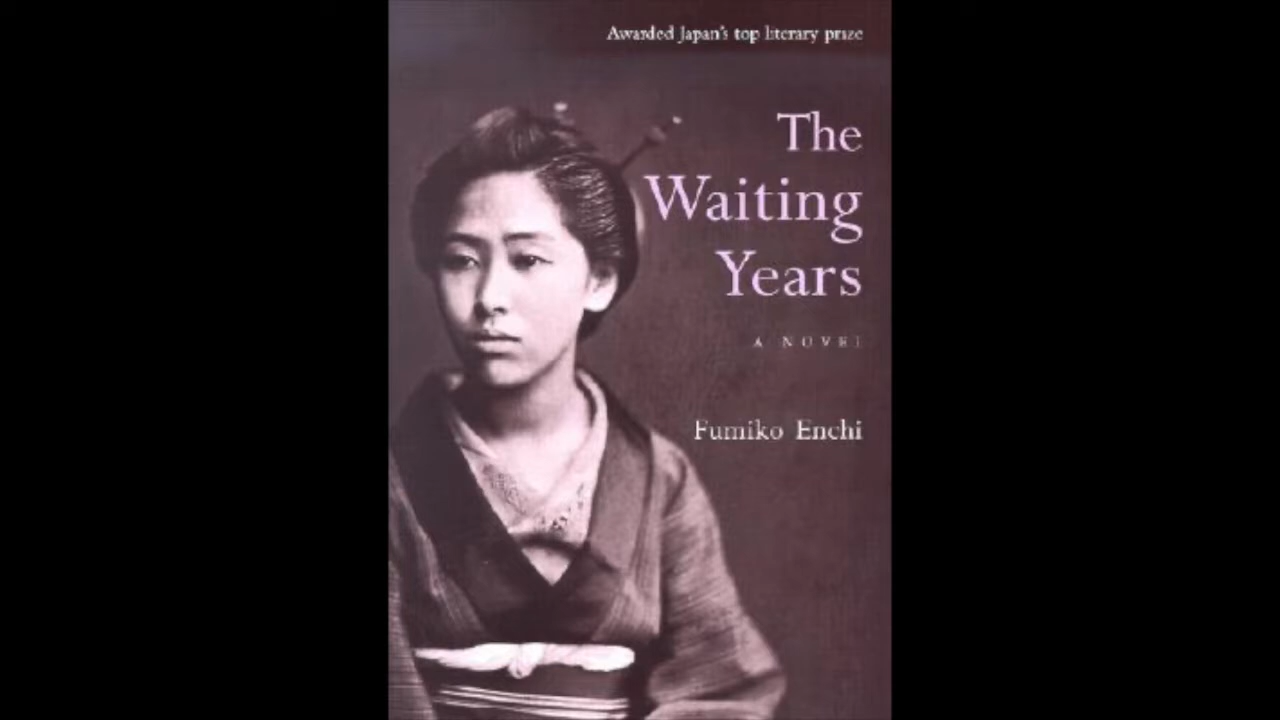 Awarded Japan's top literary prize
The
Waiting
Years
A NOVEL
Fumiko Enchi